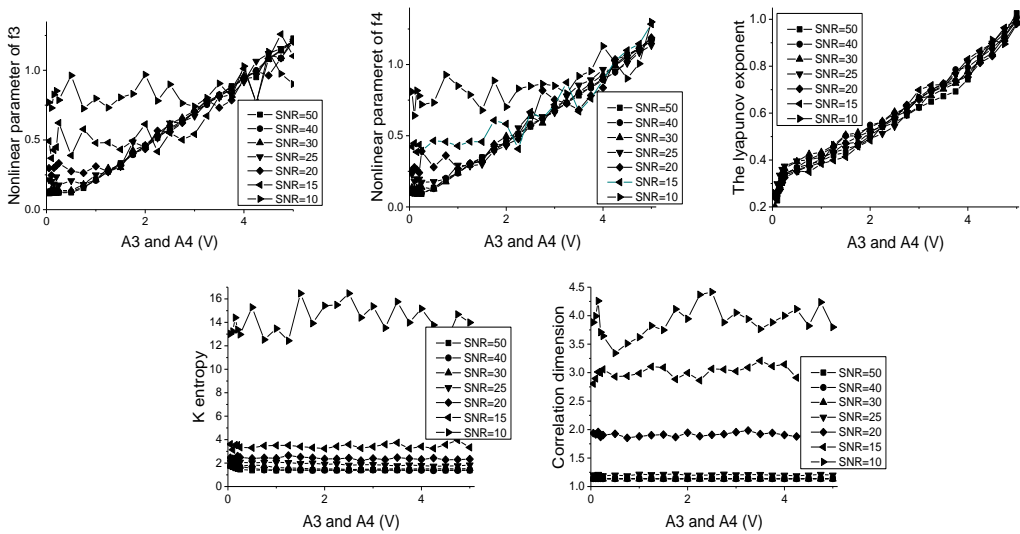 Nonlinear parameter of f3
1.0
0.5
0.0
0
2
4
A3 and A4 (V)
SNR=50
SNR=40
SNR=30
SNR=25
SNR=20
SNR=15
SNR=10
Nonlinear parameret of f4
1.0
0.5
0.0
0
2
4
A3 and A4 (V)
SNR=50
SNR=40
SNR=30
SNR=25
SNR=20
SNR=15
SNR=10
The lyapunov exponent
1.0
0.8
0.6
0.4
0.2
0
2
4
A3 and A4 (V)
SNR=50
SNR=40
SNR=30
SNR=25
SNR=20
SNR=15
SNR=10
K entropy
16
14
12
10
8
6
4
2
0
0
2
4
A3 and A4 (V)
SNR=50
SNR=40
SNR=30
SNR=25
SNR=20
SNR=15
SNR=10
Correlation dimension
4.5
4.0
3.5
3.0
2.5
2.0
1.5
1.0
0
2
4
A3 and A4 (V)
SNR=50
SNR=40
SNR=30
SNR=25
SNR=20
SNR=15
SNR=10